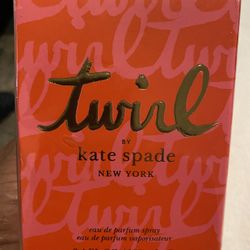 twirl
BY
kate spade
NEW YORK
eau de parfum spray
eau de parfum vaporisateur